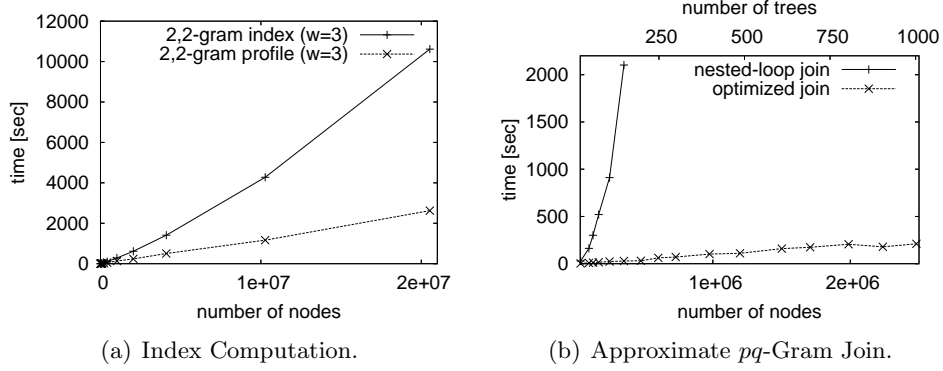 12000
10000
8000
6000
4000
2000
0
time [sec]
2,2-gram index (w=3)
2,2-gram profile (w=3)
0 1e+07 2e+07
number of nodes
(a) Index Computation.
number of trees
250 500 750 1000
2000
1500
1000
500
0
time [sec]
nested-loop join
optimized join
1e+06 2e+06
number of nodes
(b) Approximate pq-Gram Join.